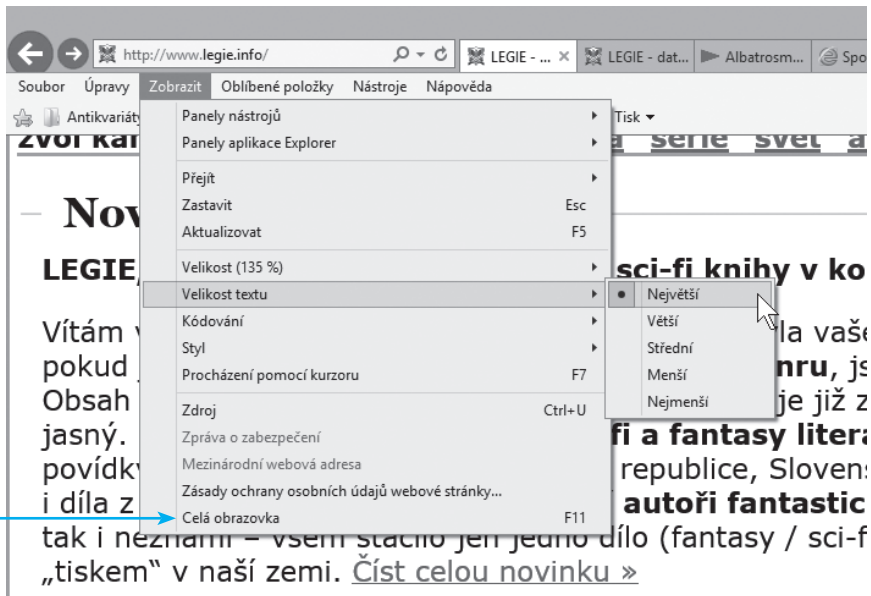 http://www.legie.info/
LEGIE - ...
LEGIE - dat...
Albatrosm...
Spo
Soubor Úpravy Zobrazit Oblíbené položky Nástroje Nápověda
Antikvariáty
Tisk
zvol kar
a série svět a
Panely nástrojů
Panely aplikace Explorer
Přejít
Zastavit Esc
Aktualizovat F5
Velikost (135 %)
Velikost textu
Kódování
Styl
Procházení pomocí kurzoru F7
Zdroj Ctrl+U
Zpráva o zabezpečení
Mezinárodní webová adresa
Zásady ochrany osobních údajů webové stránky...
Celá obrazovka F11
Největší
Větší
Střední
Menší
Nejmenší
Nov
LEGIE, sci-fi knihy v ko
Vítám v la vaše
pokud j nru, js
Obsah je již z
jasný. fi a fantasy litera
povídky republice, Slovens
i díla z autoři fantastic
tak i neznámí – všem stačilo jen jedno dílo (fantasy / sci-f
„tiskem“ v naší zemi. Číst celou novinku »